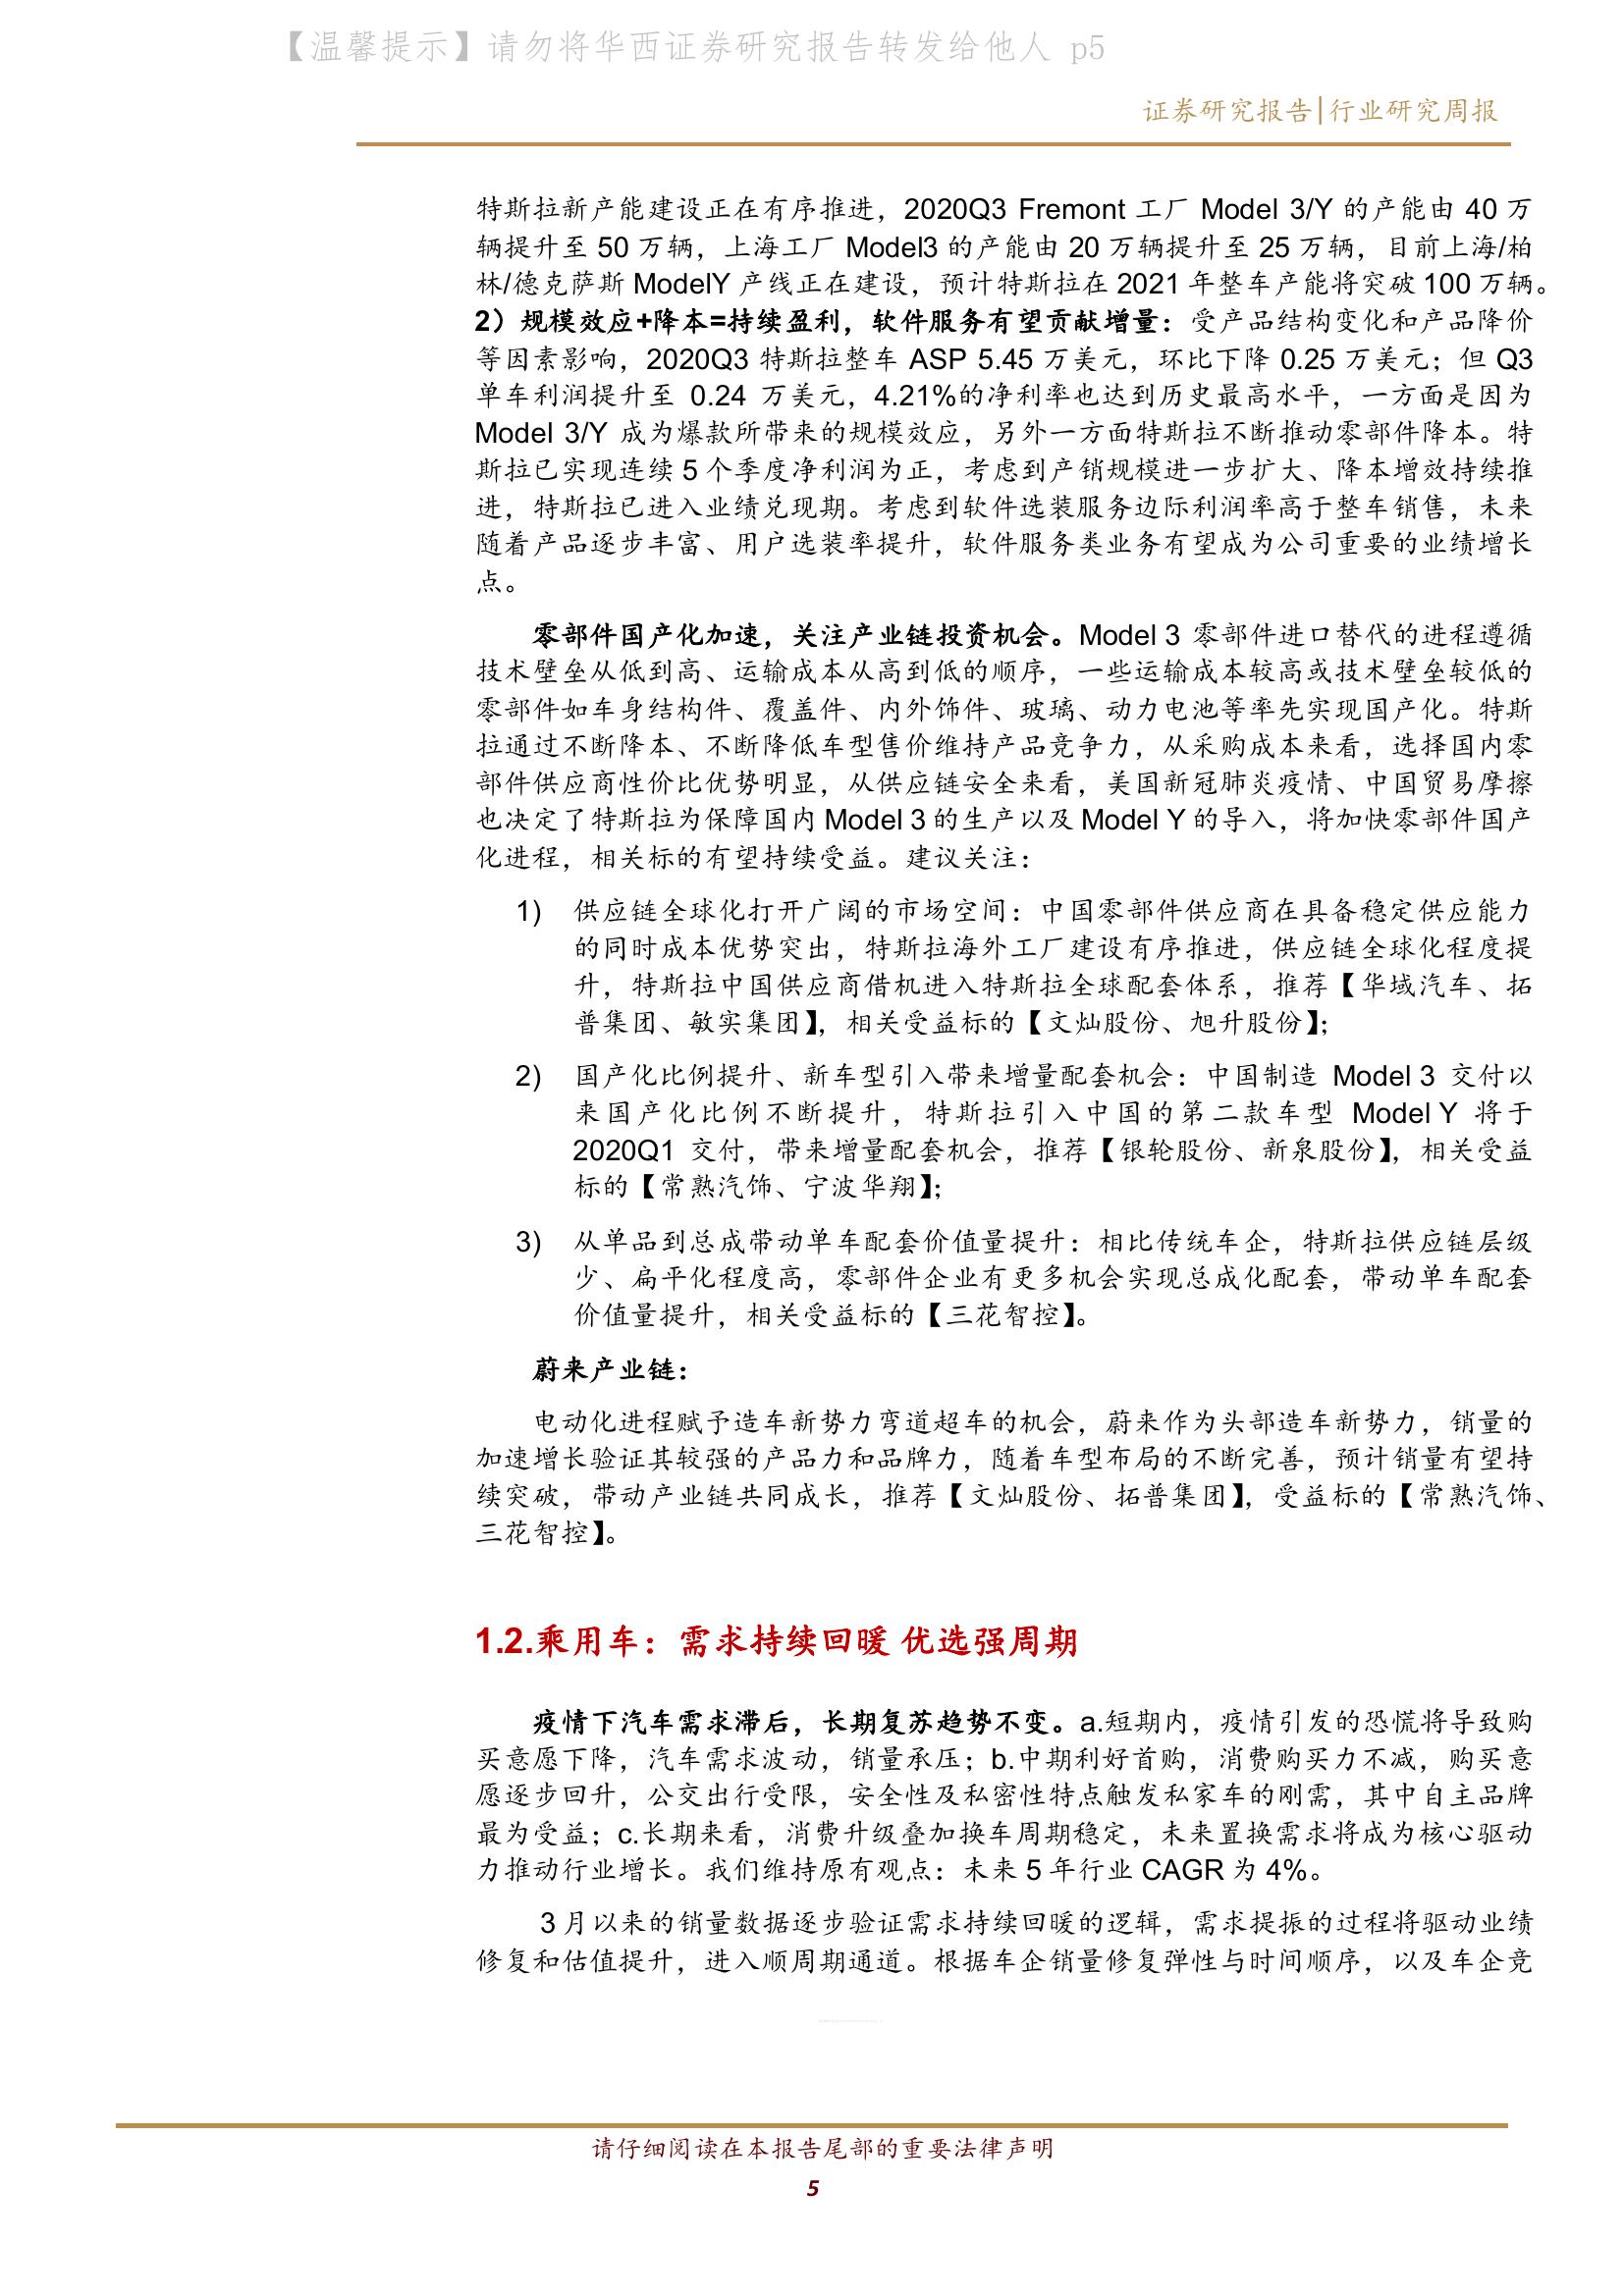 【温馨提示】请勿将华西证券研究报告转发给他人 p5
证券研究报告|行业研究周报
特斯拉新产能建设正在有序推进，2020Q3 Fremont 工厂 Model 3/Y 的产能由 40 万
辆提升至 50 万辆，上海工厂 Model3 的产能由 20 万辆提升至 25 万辆，目前上海/柏
林/德克萨斯 ModelY 产线正在建设，预计特斯拉在 2021 年整车产能将突破 100 万辆。
2）规模效应+降本=持续盈利，软件服务有望贡献增量：受产品结构变化和产品降价
等因素影响，2020Q3 特斯拉整车 ASP 5.45 万美元，环比下降 0.25 万美元；但 Q3
单车利润提升至 0.24 万美元，4.21%的净利率也达到历史最高水平，一方面是因为
Model 3/Y 成为爆款所带来的规模效应，另外一方面特斯拉不断推动零部件降本。特
斯拉已实现连续 5 个季度净利润为正，考虑到产销规模进一步扩大、降本增效持续推
进，特斯拉已进入业绩兑现期。考虑到软件选装服务边际利润率高于整车销售，未来
随着产品逐步丰富、用户选装率提升，软件服务类业务有望成为公司重要的业绩增长
点。
零部件国产化加速，关注产业链投资机会。Model 3 零部件进口替代的进程遵循
技术壁垒从低到高、运输成本从高到低的顺序，一些运输成本较高或技术壁垒较低的
零部件如车身结构件、覆盖件、内外饰件、玻璃、动力电池等率先实现国产化。特斯
拉通过不断降本、不断降低车型售价维持产品竞争力，从采购成本来看，选择国内零
部件供应商性价比优势明显，从供应链安全来看，美国新冠肺炎疫情、中国贸易摩擦
也决定了特斯拉为保障国内 Model 3 的生产以及 Model Y 的导入，将加快零部件国产
化进程，相关标的有望持续受益。建议关注：
1) 供应链全球化打开广阔的市场空间：中国零部件供应商在具备稳定供应能力
的同时成本优势突出，特斯拉海外工厂建设有序推进，供应链全球化程度提
升，特斯拉中国供应商借机进入特斯拉全球配套体系，推荐【华域汽车、拓
普集团、敏实集团】，相关受益标的【文灿股份、旭升股份】；
2) 国产化比例提升、新车型引入带来增量配套机会：中国制造 Model 3 交付以
来国产化比例不断提升，特斯拉引入中国的第二款车型 Model Y 将于
2020Q1 交付，带来增量配套机会，推荐【银轮股份、新泉股份】，相关受益
标的【常熟汽饰、宁波华翔】；
3) 从单品到总成带动单车配套价值量提升：相比传统车企，特斯拉供应链层级
少、扁平化程度高，零部件企业有更多机会实现总成化配套，带动单车配套
价值量提升，相关受益标的【三花智控】。
蔚来产业链：
电动化进程赋予造车新势力弯道超车的机会，蔚来作为头部造车新势力，销量的
加速增长验证其较强的产品力和品牌力，随着车型布局的不断完善，预计销量有望持
续突破，带动产业链共同成长，推荐【文灿股份、拓普集团】，受益标的【常熟汽饰、
三花智控】。
1.2.乘用车：需求持续回暖 优选强周期
疫情下汽车需求滞后，长期复苏趋势不变。a.短期内，疫情引发的恐慌将导致购
买意愿下降，汽车需求波动，销量承压；b.中期利好首购，消费购买力不减，购买意
愿逐步回升，公交出行受限，安全性及私密性特点触发私家车的刚需，其中自主品牌
最为受益；c.长期来看，消费升级叠加换车周期稳定，未来置换需求将成为核心驱动
力推动行业增长。我们维持原有观点：未来 5 年行业 CAGR 为 4%。
3 月以来的销量数据逐步验证需求持续回暖的逻辑，需求提振的过程将驱动业绩
修复和估值提升，进入顺周期通道。根据车企销量修复弹性与时间顺序，以及车企竞
请仔细阅读在本报告尾部的重要法律声明
5